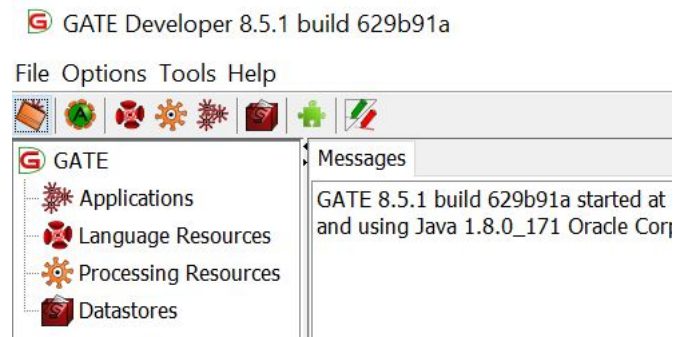 GATE Developer 8.5.1 build 629b91a
File Options Tools Help
GATE
Applications
Language Resources
Processing Resources
Datastores
Messages
GATE 8.5.1 build 629b91a started at
and using Java 1.8.0_171 Oracle Corp